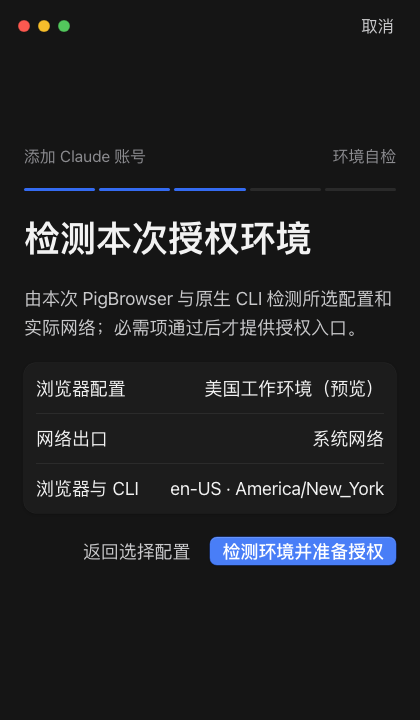 取消
添加 Claude 账号
环境自检
检测本次授权环境
由本次 PigBrowser 与原生 CLI 检测所选配置和
实际网络；必需项通过后才提供授权入口。
浏览器配置
美国工作环境（预览）
网络出口
系统网络
浏览器与 CLI
en-US · America/New_York
返回选择配置
检测环境并准备授权